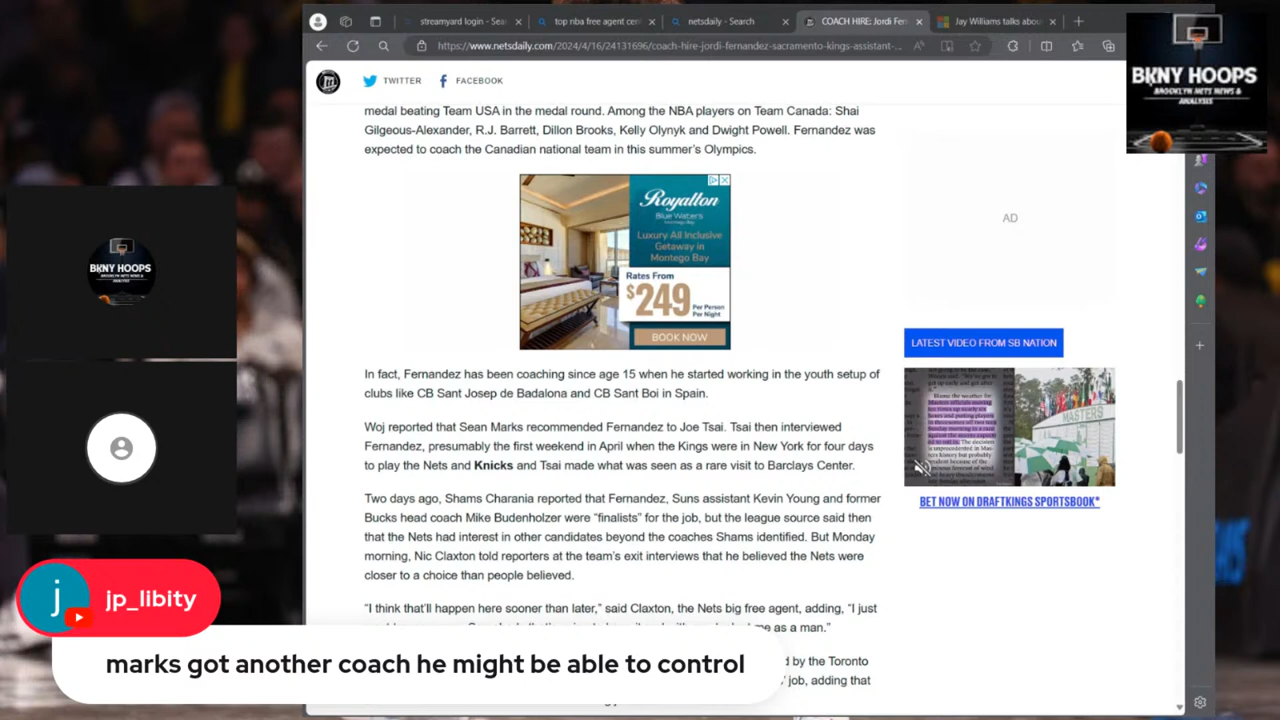 streamyard login - Sea
top nba free agent cen
netsdaily - Search
COACH HIRE: Jordi Fern
Jay Williams talks abou
https://www.netsdaily.com/2024/4/16/24131696/coach-hire-jordi-fernandez-sacramento-kings-assistant-...
BKNY HOOPS
BROOKLYN NETS NEWS &
ANALYSIS
TWITTER
FACEBOOK
medal beating Team USA in the medal round. Among the NBA players on Team Canada: Shai
Gilgeous-Alexander, R.J. Barrett, Dillon Brooks, Kelly Olynyk and Dwight Powell. Fernandez was
expected to coach the Canadian national team in this summer's Olympics.
Royalton
Blue Waters
Luxury All Inclusive
Getaway in
Montego Bay
Rates From
$249 Per Person
Per Night
BOOK NOW
AD
In fact, Fernandez has been coaching since age 15 when he started working in the youth setup of
clubs like CB Sant Josep de Badalona and CB Sant Boi in Spain.
Woj reported that Sean Marks recommended Fernandez to Joe Tsai. Tsai then interviewed
Fernandez, presumably the first weekend in April when the Kings were in New York for four days
to play the Nets and Knicks and Tsai made what was seen as a rare visit to Barclays Center.
Two days ago, Shams Charania reported that Fernandez, Suns assistant Kevin Young and former
Bucks head coach Mike Budenholzer were “finalists” for the job, but the league source said then
that the Nets had interest in other candidates beyond the coaches Shams identified. But Monday
morning, Nic Claxton told reporters at the team's exit interviews that he believed the Nets were
closer to a choice than people believed.
“I think that'll happen here sooner than later,” said Claxton, the Nets big free agent, adding, “I just
me as a man.”
d by the Toronto
job, adding that
LATEST VIDEO FROM SB NATION
MASTERS
BET NOW ON DRAFTKINGS SPORTSBOOK*
BKNY HOOPS
BROOKLYN NETS NEWS &
ANALYSIS
j
jp_libity
marks got another coach he might be able to control